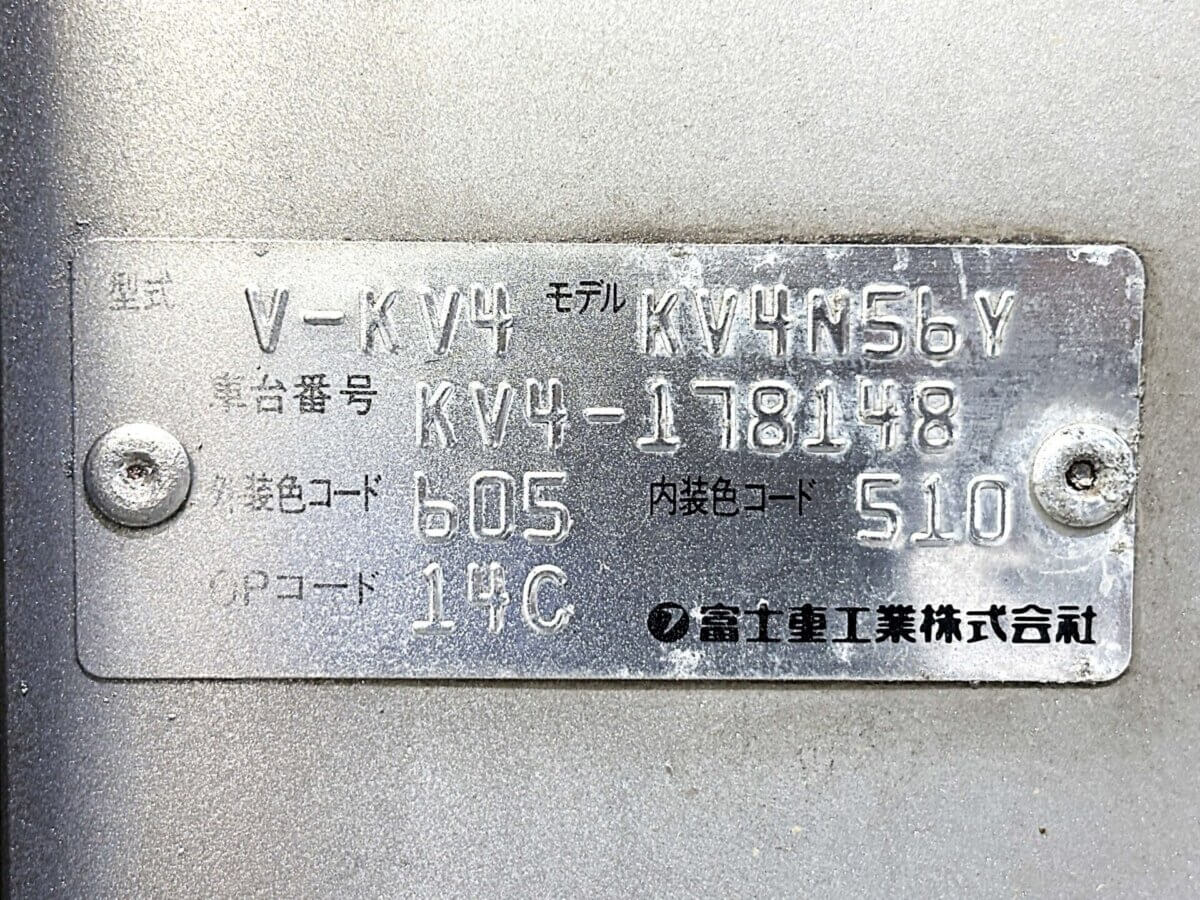 型式 V-KV4 モデル KV4N56Y
車台番号 KV4-178148
外装色コード 605 内装色コード 510
OPコード 14C
富士重工業株式会社